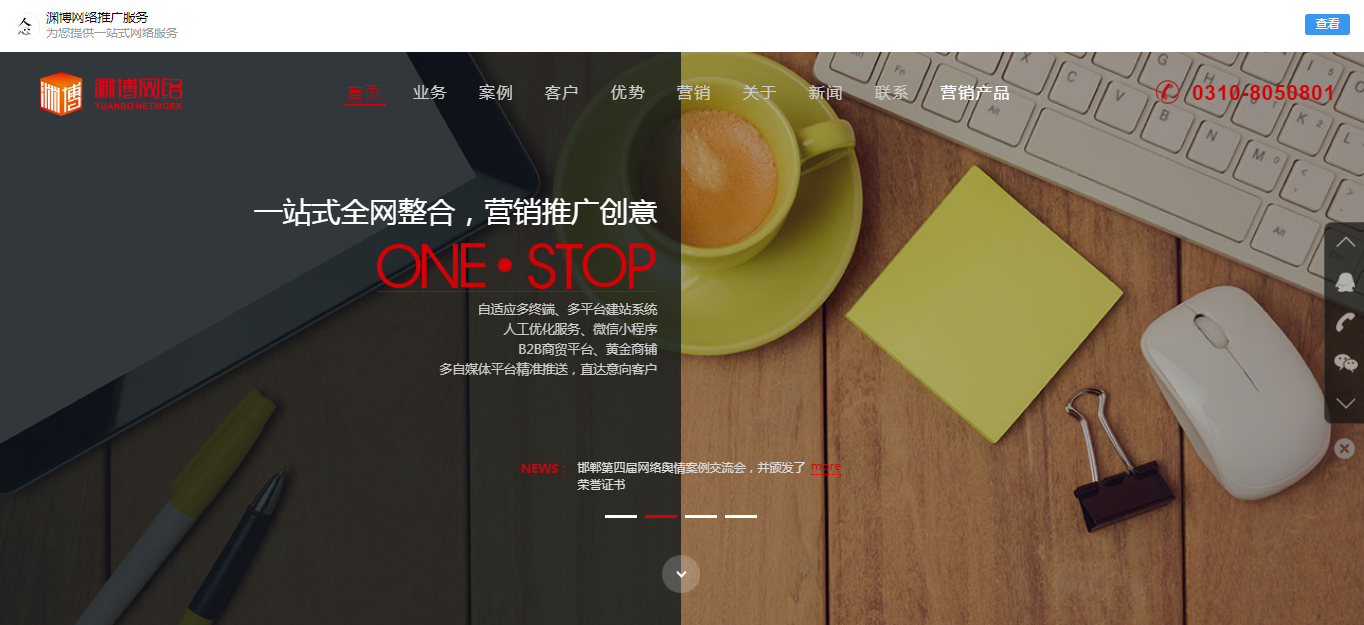 渊博网络推广服务
为您提供一站式网络服务
查看
渊博
渊博网络
YUANBO NETWORK
首页 业务 案例 客户 优势 营销 关于 新闻 联系 营销产品
0310-8050801
一站式全网整合，营销推广创意
ONE·STOP
自适应多终端、多平台建站系统
人工优化服务、微信小程序
B2B商贸平台、黄金商铺
多自媒体平台精准推送，直达意向客户
NEWS： 邯郸第四届网络舆情案例交流会，并颁发了 more
荣誉证书